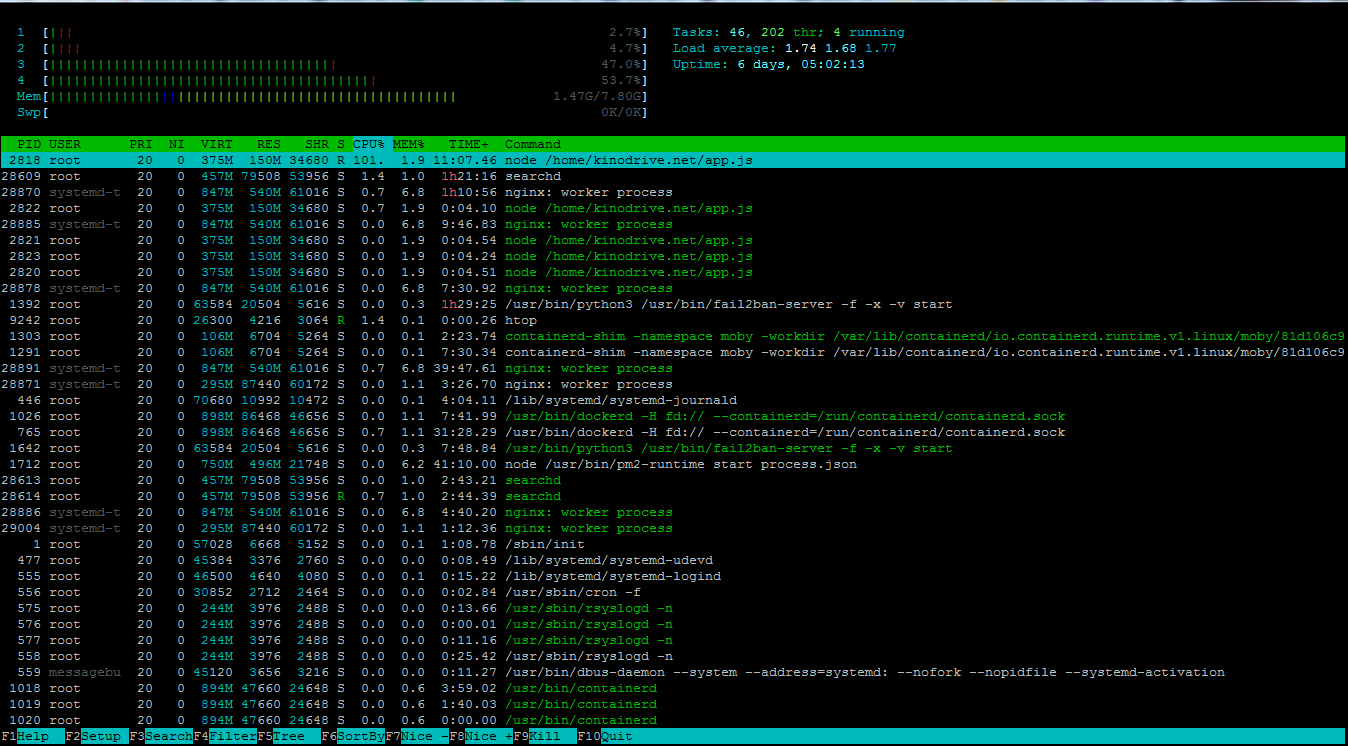 1 [||| 2.7%] Tasks: 46, 202 thr; 4 running
2 [|||| 4.7%] Load average: 1.74 1.68 1.77
3 [|||||||||||||||||||||||||||||||||||| 47.0%] Uptime: 6 days, 05:02:13
4 [||||||||||||||||||||||||||||||||||||||||| 53.7%]
Mem[||||||||||||||||||||||||||||||||||||||||||||||||||| 1.47G/7.80G]
Swp[ 0K/0K]
PID USER PRI NI VIRT RES SHR S CPU% MEM% TIME+ Command
2818 root 20 0 375M 150M 34680 R 101. 1.9 11:07.46 node /home/kinodrive.net/app.js
28609 root 20 0 457M 79508 53956 S 1.4 1.0 1h21:16 searchd
28870 systemd-t 20 0 847M 540M 61016 S 0.7 6.8 1h10:56 nginx: worker process
2822 root 20 0 375M 150M 34680 S 0.7 1.9 0:04.10 node /home/kinodrive.net/app.js
28885 systemd-t 20 0 847M 540M 61016 S 0.0 6.8 9:46.83 nginx: worker process
2821 root 20 0 375M 150M 34680 S 0.0 1.9 0:04.54 node /home/kinodrive.net/app.js
2823 root 20 0 375M 150M 34680 S 0.0 1.9 0:04.24 node /home/kinodrive.net/app.js
2820 root 20 0 375M 150M 34680 S 0.0 1.9 0:04.51 node /home/kinodrive.net/app.js
28878 systemd-t 20 0 847M 540M 61016 S 0.0 6.8 7:30.92 nginx: worker process
1392 root 20 0 63584 20504 5616 S 0.0 0.3 1h29:25 /usr/bin/python3 /usr/bin/fail2ban-server -f -x -v start
9242 root 20 0 26300 4216 3064 R 1.4 0.1 0:00.26 htop
1303 root 20 0 106M 6704 5264 S 0.0 0.1 2:23.74 containerd-shim -namespace moby -workdir /var/lib/containerd/io.containerd.runtime.v1.linux/moby/81d106c9
1291 root 20 0 106M 6704 5264 S 0.0 0.1 7:30.34 containerd-shim -namespace moby -workdir /var/lib/containerd/io.containerd.runtime.v1.linux/moby/81d106c9
28891 systemd-t 20 0 847M 540M 61016 S 0.7 6.8 39:47.61 nginx: worker process
28871 systemd-t 20 0 295M 87440 60172 S 0.0 1.1 3:26.70 nginx: worker process
446 root 20 0 70680 10992 10472 S 0.0 0.1 4:04.11 /lib/systemd/systemd-journald
1026 root 20 0 898M 86468 46656 S 0.0 1.1 7:41.99 /usr/bin/dockerd -H fd:// --containerd=/run/containerd/containerd.sock
765 root 20 0 898M 86468 46656 S 0.7 1.1 31:28.29 /usr/bin/dockerd -H fd:// --containerd=/run/containerd/containerd.sock
1642 root 20 0 63584 20504 5616 S 0.0 0.3 7:48.84 /usr/bin/python3 /usr/bin/fail2ban-server -f -x -v start
1712 root 20 0 750M 496M 21748 S 0.0 6.2 41:10.00 node /usr/bin/pm2-runtime start process.json
28613 root 20 0 457M 79508 53956 S 0.0 1.0 2:43.21 searchd
28614 root 20 0 457M 79508 53956 R 0.7 1.0 2:44.39 searchd
28886 systemd-t 20 0 847M 540M 61016 S 0.0 6.8 4:40.20 nginx: worker process
29004 systemd-t 20 0 295M 87440 60172 S 0.0 1.1 1:12.36 nginx: worker process
1 root 20 0 57028 6668 5152 S 0.0 0.1 1:08.78 /sbin/init
477 root 20 0 45384 3376 2760 S 0.0 0.0 0:08.49 /lib/systemd/systemd-udevd
555 root 20 0 46500 4640 4080 S 0.0 0.1 0:15.22 /lib/systemd/systemd-logind
556 root 20 0 30852 2712 2464 S 0.0 0.0 0:02.84 /usr/sbin/cron -f
575 root 20 0 244M 3976 2488 S 0.0 0.0 0:13.66 /usr/sbin/rsyslogd -n
576 root 20 0 244M 3976 2488 S 0.0 0.0 0:00.01 /usr/sbin/rsyslogd -n
577 root 20 0 244M 3976 2488 S 0.0 0.0 0:11.16 /usr/sbin/rsyslogd -n
558 root 20 0 244M 3976 2488 S 0.0 0.0 0:25.42 /usr/sbin/rsyslogd -n
559 messagebu 20 0 45120 3656 3216 S 0.0 0.0 0:11.27 /usr/bin/dbus-daemon --system --address=systemd: --nofork --nopidfile --systemd-activation
1018 root 20 0 894M 47660 24648 S 0.0 0.6 3:59.02 /usr/bin/containerd
1019 root 20 0 894M 47660 24648 S 0.0 0.6 1:40.03 /usr/bin/containerd
1020 root 20 0 894M 47660 24648 S 0.0 0.6 0:00.00 /usr/bin/containerd
F1Help F2Setup F3SearchF4FilterF5Tree F6SortByF7Nice -F8Nice +F9Kill F10Quit